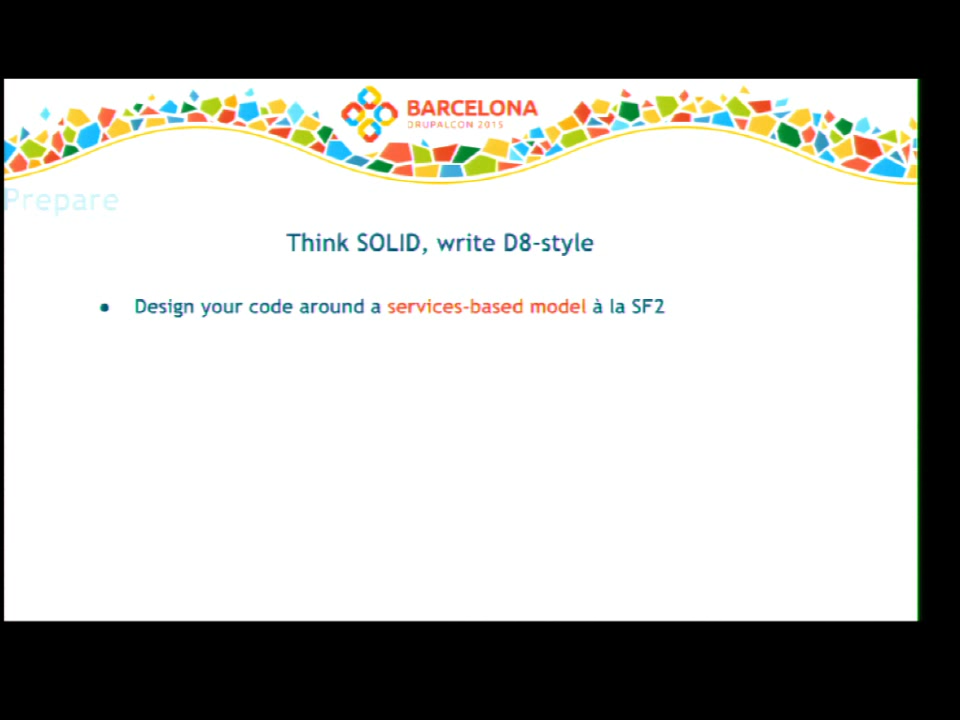 BARCELONA
DRUPALCON 2015
Prepare
Think SOLID, write D8-style
● Design your code around a services-based model à la SF2